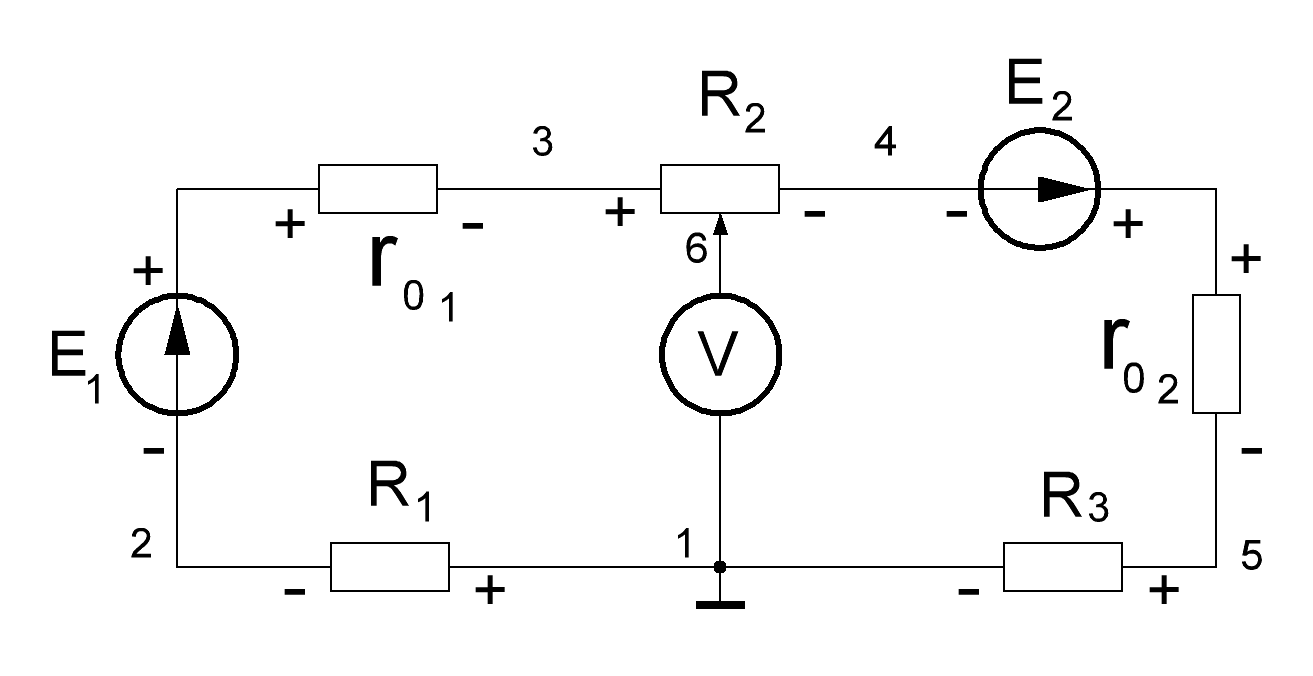 E2
R2
3
4
+ - + - - +
r01
6
+
+
E1
V
r02
-
-
R1
R3
2
1
5
- + - +